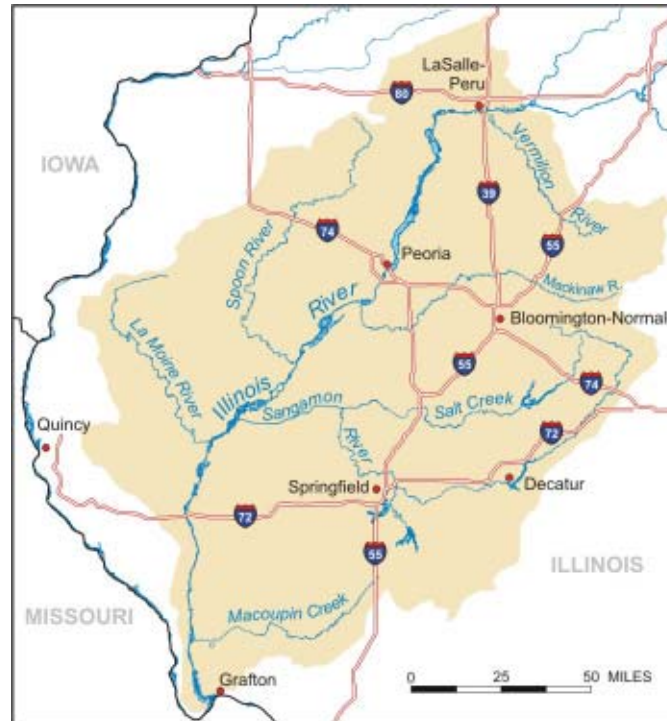 LaSalle-
Peru
80
IOWA
Vermilion
River
39
74
55
Spoon River
Peoria
River
Mackinaw R.
Bloomington-Normal
La Moine River
55
74
Illinois
Sangamon
River
Salt Creek
72
Quincy
Springfield
Decatur
72
55
ILLINOIS
MISSOURI
Macoupin Creek
Grafton
0 25 50 MILES